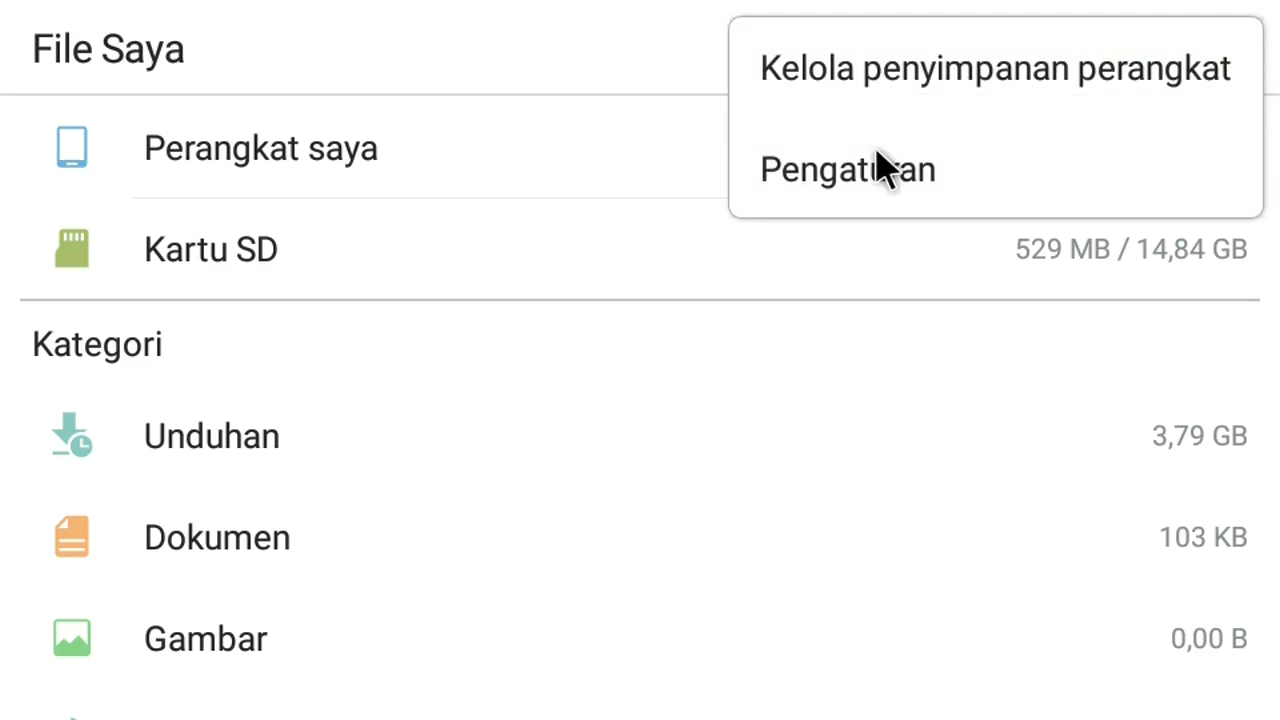 File Saya
Kelola penyimpanan perangkat
Perangkat saya
Pengaturan
Kartu SD
529 MB / 14,84 GB
Kategori
Unduhan
3,79 GB
Dokumen
103 KB
Gambar
0,00 B